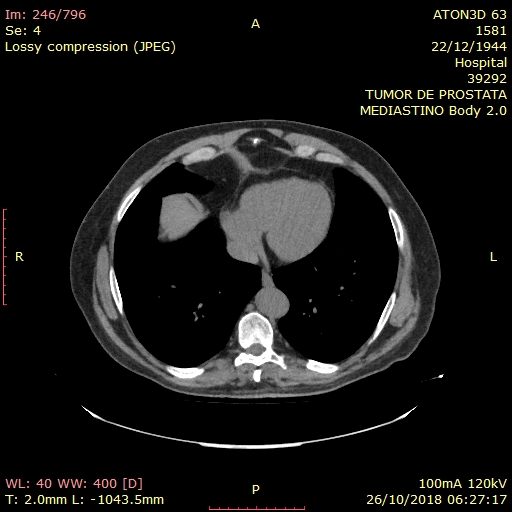 Im: 246/796
Se: 4
Lossy compression (JPEG)
A
ATON3D 63
1581
22/12/1944
Hospital
39292
TUMOR DE PROSTATA
MEDIASTINO Body 2.0
R
L
WL: 40 WW: 400 [D]
T: 2.0mm L: -1043.5mm
P
100mA 120kV
26/10/2018 06:27:17